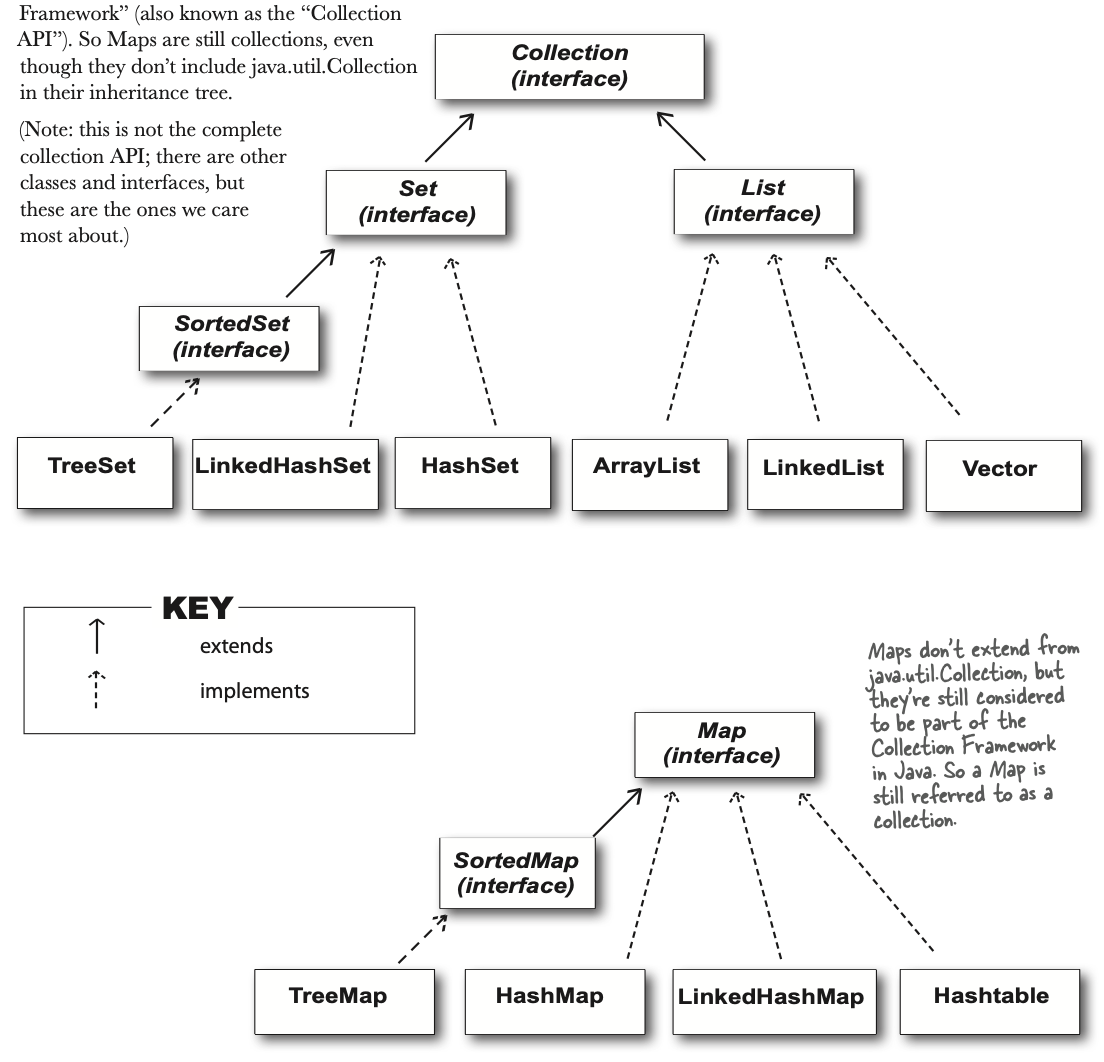 Framework” (also known as the “Collection
API”). So Maps are still collections, even
though they don’t include java.util.Collection
in their inheritance tree.
(Note: this is not the complete
collection API; there are other
classes and interfaces, but
these are the ones we care
most about.)
Collection
(interface)
Set
(interface)
List
(interface)
SortedSet
(interface)
TreeSet
LinkedHashSet
HashSet
ArrayList
LinkedList
Vector
KEY
extends
implements
Maps don’t extend from
java.util.Collection, but
they’re still considered
to be part of the
Collection Framework
in Java. So a Map is
still referred to as a
collection.
Map
(interface)
SortedMap
(interface)
TreeMap
HashMap
LinkedHashMap
Hashtable